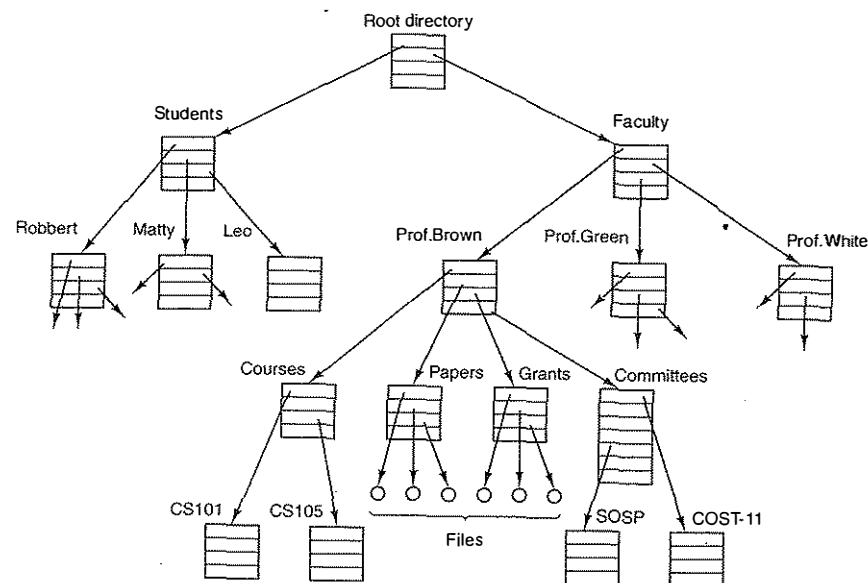 Root directory
Students
Faculty
Robbert
Matty
Leo
Prof.Brown
Prof.Green
Prof.White
Courses
Papers
Grants
Committees
CS101
CS105
Files
SOSP
COST-11